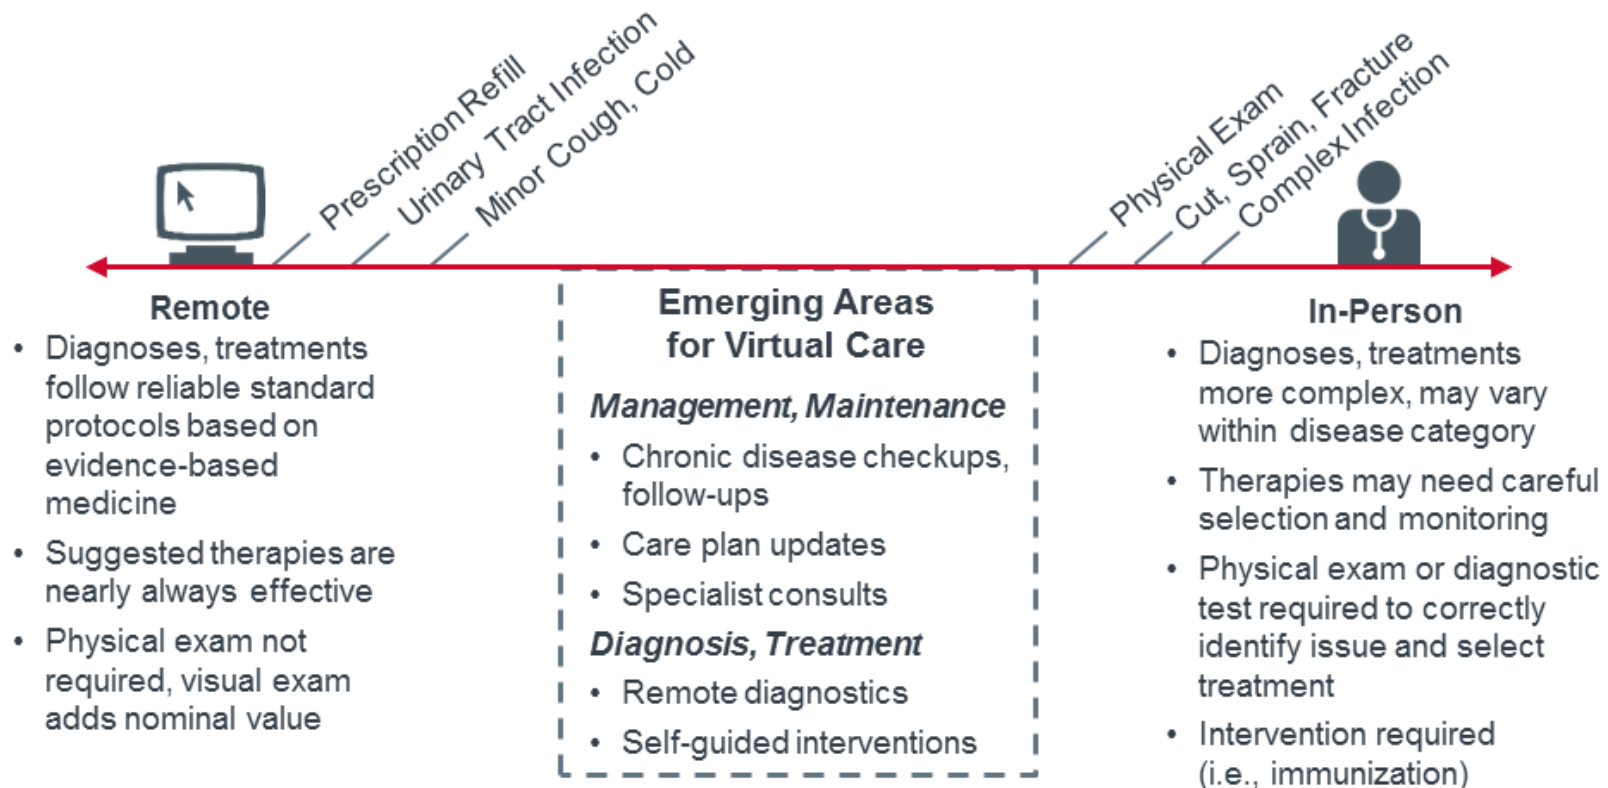 Prescription Refill
Urinary Tract Infection
Minor Cough, Cold
Physical Exam
Cut, Sprain, Fracture
Complex Infection
Remote
• Diagnoses, treatments
follow reliable standard
protocols based on
evidence-based
medicine
• Suggested therapies are
nearly always effective
• Physical exam not
required, visual exam
adds nominal value
Emerging Areas
for Virtual Care
Management, Maintenance
• Chronic disease checkups,
follow-ups
• Care plan updates
• Specialist consults
Diagnosis, Treatment
• Remote diagnostics
• Self-guided interventions
In-Person
• Diagnoses, treatments
more complex, may vary
within disease category
• Therapies may need careful
selection and monitoring
• Physical exam or diagnostic
test required to correctly
identify issue and select
treatment
• Intervention required
(i.e., immunization)